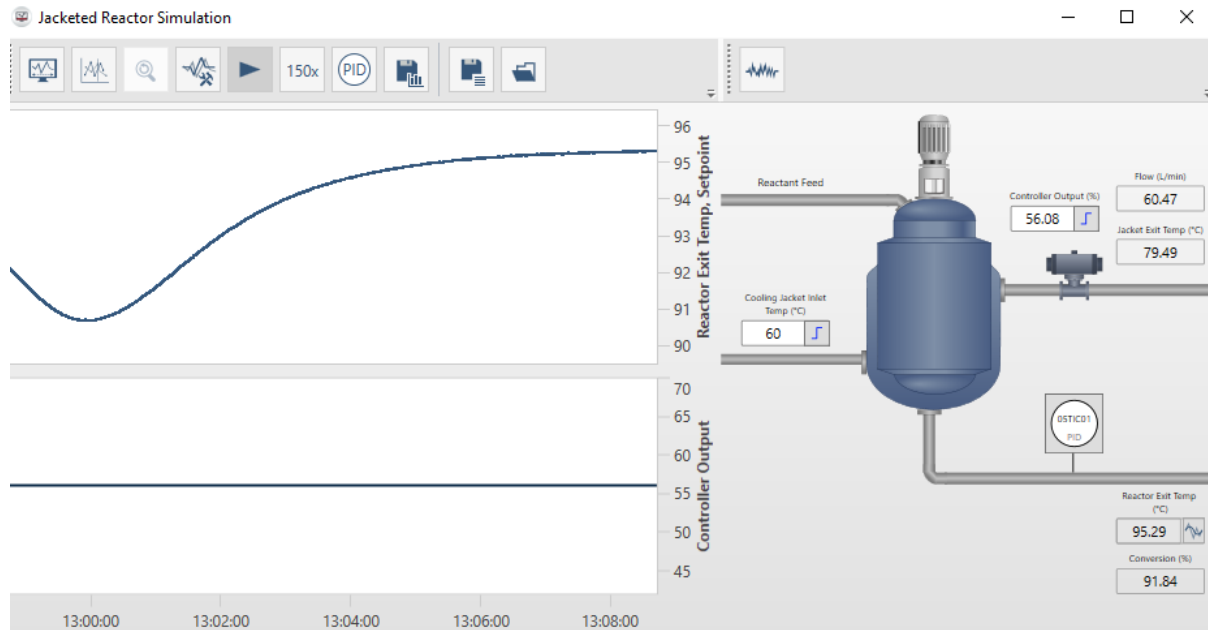 Jacketed Reactor Simulation
150x
PID
96
95
94
93
92
91
90
Reactor Exit Temp, Setpoint
70
65
60
55
50
45
Controller Output
13:00:00
13:02:00
13:04:00
13:06:00
13:08:00
Reactant Feed
Controller Output (%)
56.08
Flow (L/min)
60.47
Jacket Exit Temp (°C)
79.49
Cooling Jacket Inlet
Temp (°C)
60
05TIC01
PID
Reactor Exit Temp
(°C)
95.29
Conversion (%)
91.84